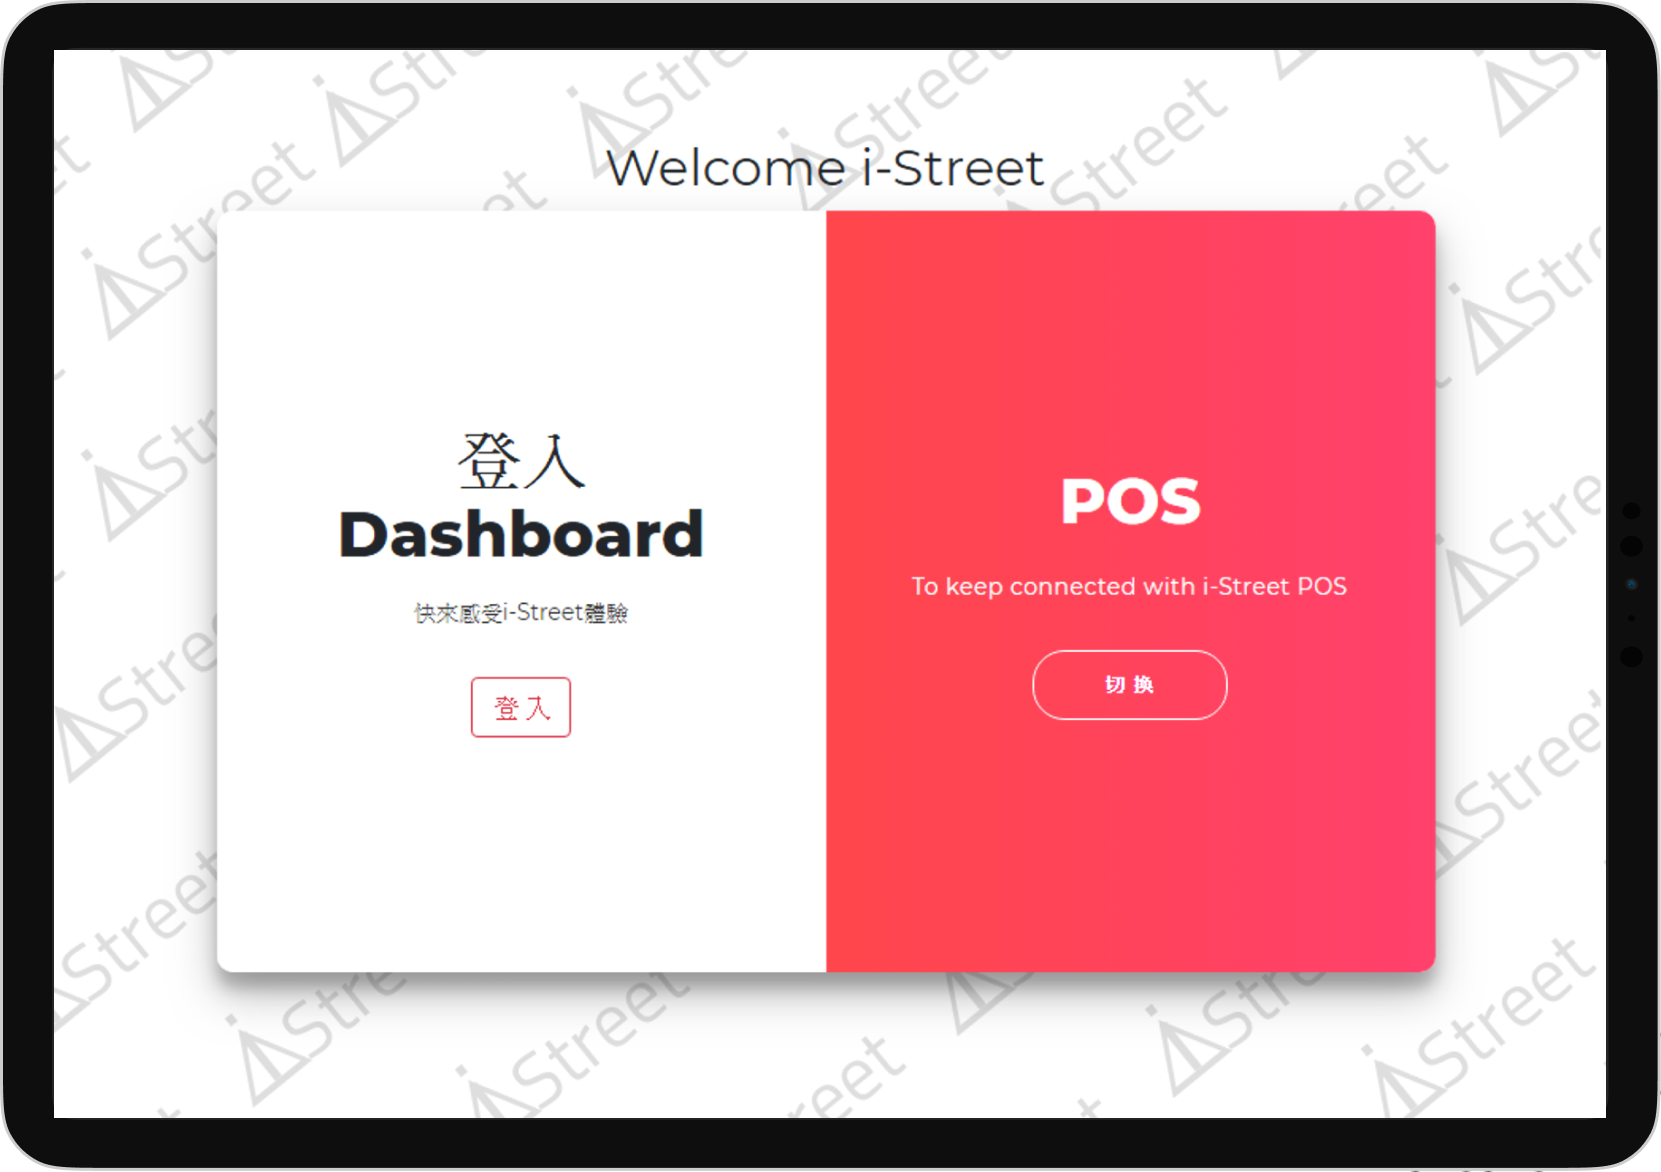 Welcome i-Street
登入
Dashboard
快來感受i-Street體驗
登入
POS
To keep connected with i-Street POS
切換